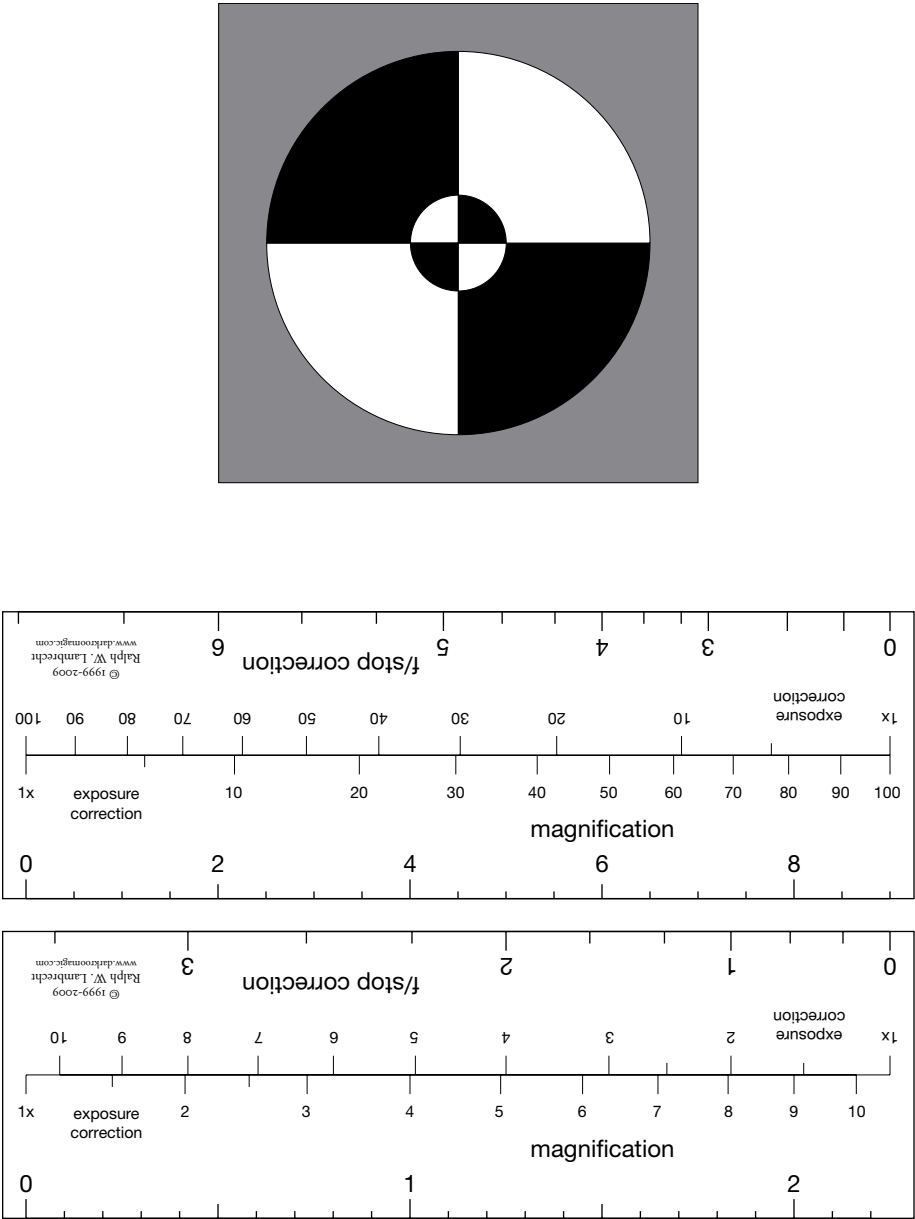 1x 10 20 30 40 50 60 70 80 90 100
exposure
correction
© 1999-2009
Ralph W. Lambrecht
www.darkroommagic.com
f/stop correction
0 3 4 5 6
1x 10 20 30 40 50 60 70 80 90 100
exposure
correction
magnification
0 2 4 6 8
1x 2 3 4 5 6 7 8 9 10
exposure
correction
© 1999-2009
Ralph W. Lambrecht
www.darkroommagic.com
f/stop correction
0 1 2 3
1x 2 3 4 5 6 7 8 9 10
exposure
correction
magnification
0 1 2